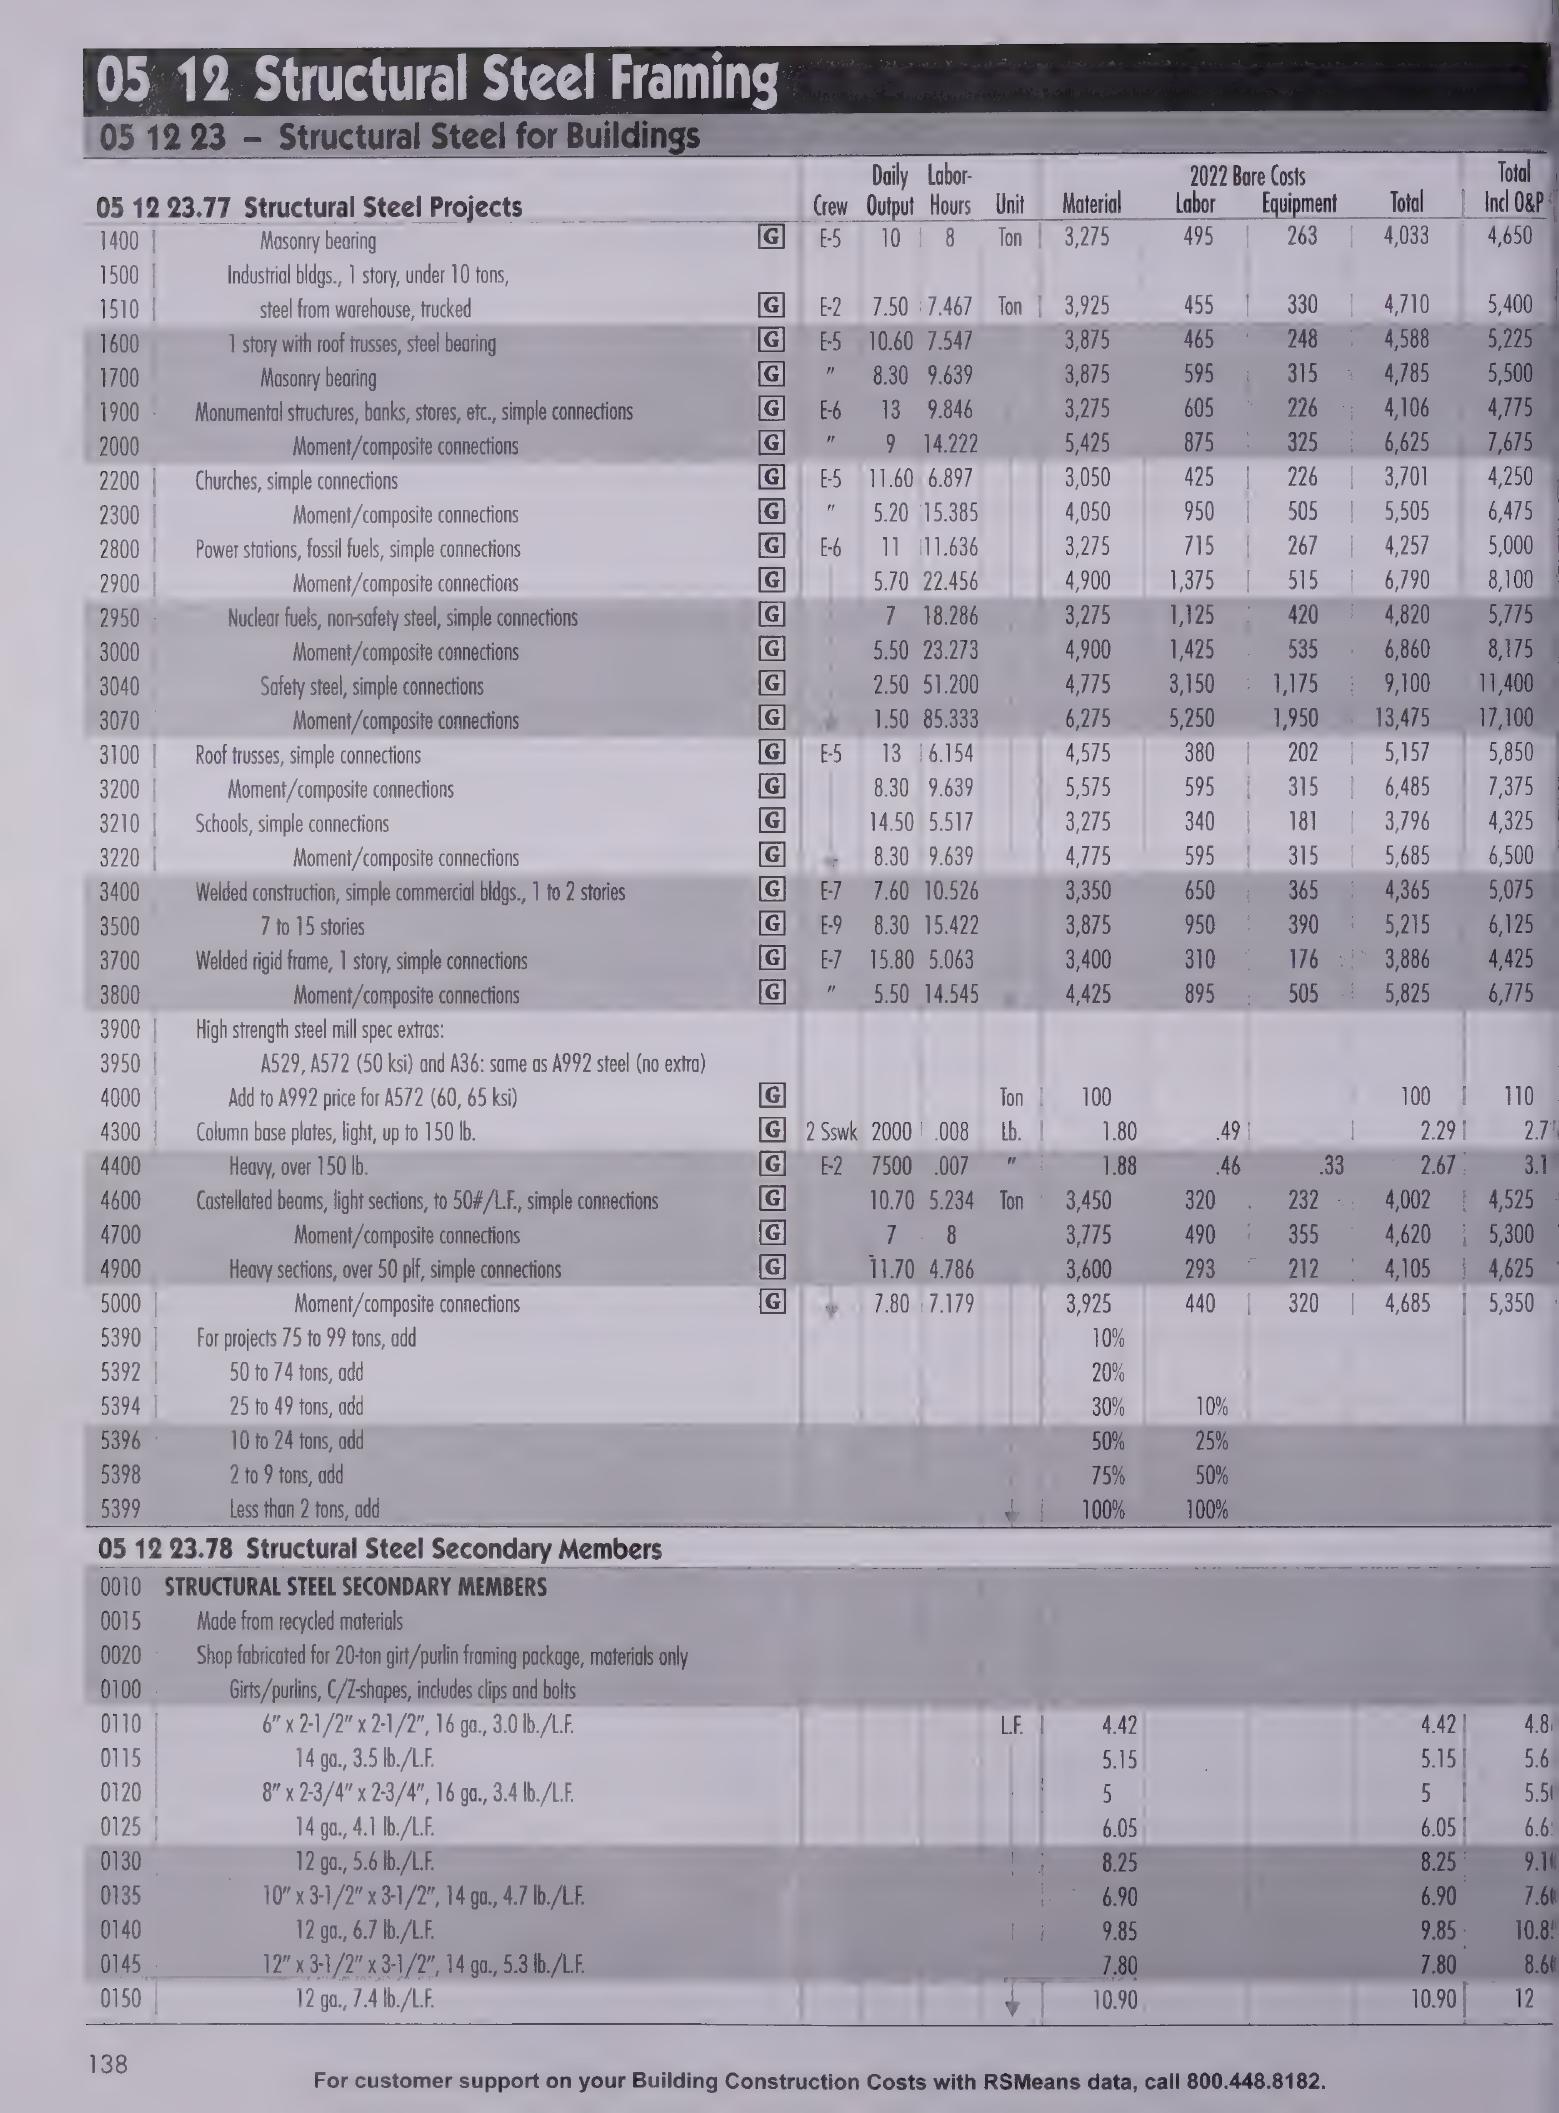 05 12 Structural Steel Framing
05 12 23 – Structural Steel for Buildings
05 12 23.77 Structural Steel Projects Crew Daily Output Labor-Hours Unit Material 2022 Bare Costs Labor Equipment Total Total Incl O&P
1400 Masonry bearing G E-5 10 8 Ton 3,275 495 263 4,033 4,650
1500 Industrial bldgs., 1 story, under 10 tons,
1510 steel from warehouse, trucked G E-2 7.50 7.467 Ton 3,925 455 330 4,710 5,400
1600 1 story with roof trusses, steel bearing G E-5 10.60 7.547 3,875 465 248 4,588 5,225
1700 Masonry bearing G " 8.30 9.639 3,875 595 315 4,785 5,500
1900 Monumental structures, banks, stores, etc., simple connections G E-6 13 9.846 3,275 605 226 4,106 4,775
2000 Moment/composite connections G " 9 14.222 5,425 875 325 6,625 7,675
2200 Churches, simple connections G E-5 11.60 6.897 3,050 425 226 3,701 4,250
2300 Moment/composite connections G " 5.20 15.385 4,050 950 505 5,505 6,475
2800 Power stations, fossil fuels, simple connections G E-6 11 11.636 3,275 715 267 4,257 5,000
2900 Moment/composite connections G 5.70 22.456 4,900 1,375 515 6,790 8,100
2950 Nuclear fuels, non-safety steel, simple connections G 7 18.286 3,275 1,125 420 4,820 5,775
3000 Moment/composite connections G 5.50 23.273 4,900 1,425 535 6,860 8,175
3040 Safety steel, simple connections G 2.50 51.200 4,775 3,150 1,175 9,100 11,400
3070 Moment/composite connections G 1.50 85.333 6,275 5,250 1,950 13,475 17,100
3100 Roof trusses, simple connections G E-5 13 6.154 4,575 380 202 5,157 5,850
3200 Moment/composite connections G 8.30 9.639 5,575 595 315 6,485 7,375
3210 Schools, simple connections G 14.50 5.517 3,275 340 181 3,796 4,325
3220 Moment/composite connections G 8.30 9.639 4,775 595 315 5,685 6,500
3400 Welded construction, simple commercial bldgs., 1 to 2 stories G E-7 7.60 10.526 3,350 650 365 4,365 5,075
3500 7 to 15 stories G E-9 8.30 15.422 3,875 950 390 5,215 6,125
3700 Welded rigid frame, 1 story, simple connections G E-7 15.80 5.063 3,400 310 176 3,886 4,425
3800 Moment/composite connections G " 5.50 14.545 4,425 895 505 5,825 6,775
3900 High strength steel mill spec extras:
3950 A529, A572 (50 ksi) and A36: same as A992 steel (no extra)
4000 Add to A992 price for A572 (60, 65 ksi) G Ton 100 100 110
4300 Column base plates, light, up to 150 lb. G 2 Sswk 2000 .008 Lb. 1.80 .49 2.29 2.7
4400 Heavy, over 150 lb. G E-2 7500 .007 " 1.88 .46 .33 2.67 3.1
4600 Castellated beams, light sections, to 50#/L.F., simple connections G 10.70 5.234 Ton 3,450 320 232 4,002 4,525
4700 Moment/composite connections G 7 8 3,775 490 355 4,620 5,300
4900 Heavy sections, over 50 plf, simple connections G 11.70 4.786 3,600 293 212 4,105 4,625
5000 Moment/composite connections G 7.80 7.179 3,925 440 320 4,685 5,350
5390 For projects 75 to 99 tons, add 10%
5392 50 to 74 tons, add 20%
5394 25 to 49 tons, add 30% 10%
5396 10 to 24 tons, add 50% 25%
5398 2 to 9 tons, add 75% 50%
5399 Less than 2 tons, add 100% 100%
05 12 23.78 Structural Steel Secondary Members
0010 STRUCTURAL STEEL SECONDARY MEMBERS
0015 Made from recycled materials
0020 Shop fabricated for 20-ton girt/purlin framing package, materials only
0100 Girts/purlins, C/Z-shapes, includes clips and bolts
0110 6" x 2-1/2" x 2-1/2", 16 ga., 3.0 lb./L.F. L.F. 4.42 4.42 4.8
0115 14 ga., 3.5 lb./L.F. 5.15 5.15 5.6
0120 8" x 2-3/4" x 2-3/4", 16 ga., 3.4 lb./L.F. 5 5 5.5
0125 14 ga., 4.1 lb./L.F. 6.05 6.05 6.6
0130 12 ga., 5.6 lb./L.F. 8.25 8.25 9.1
0135 10" x 3-1/2" x 3-1/2", 14 ga., 4.7 lb./L.F. 6.90 6.90 7.6
0140 12 ga., 6.7 lb./L.F. 9.85 9.85 10.8
0145 12" x 3-1/2" x 3-1/2", 14 ga., 5.3 lb./L.F. 7.80 7.80 8.6
0150 12 ga., 7.4 lb./L.F. 10.90 10.90 12
138
For customer support on your Building Construction Costs with RSMeans data, call 800.448.8182.